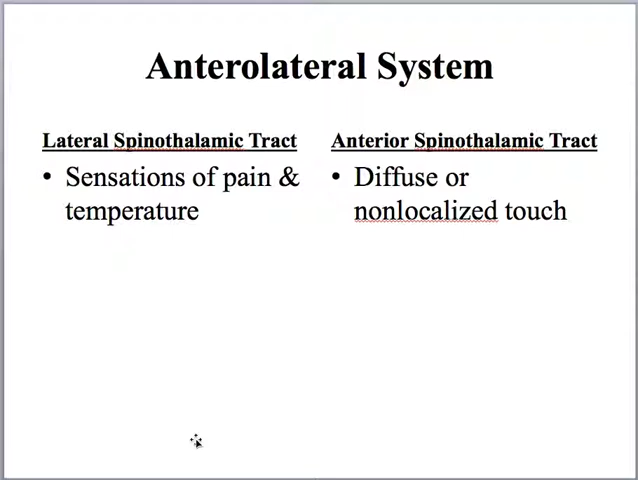 Anterolateral System
Lateral Spinothalamic Tract
• Sensations of pain &
temperature
Anterior Spinothalamic Tract
• Diffuse or
nonlocalized touch